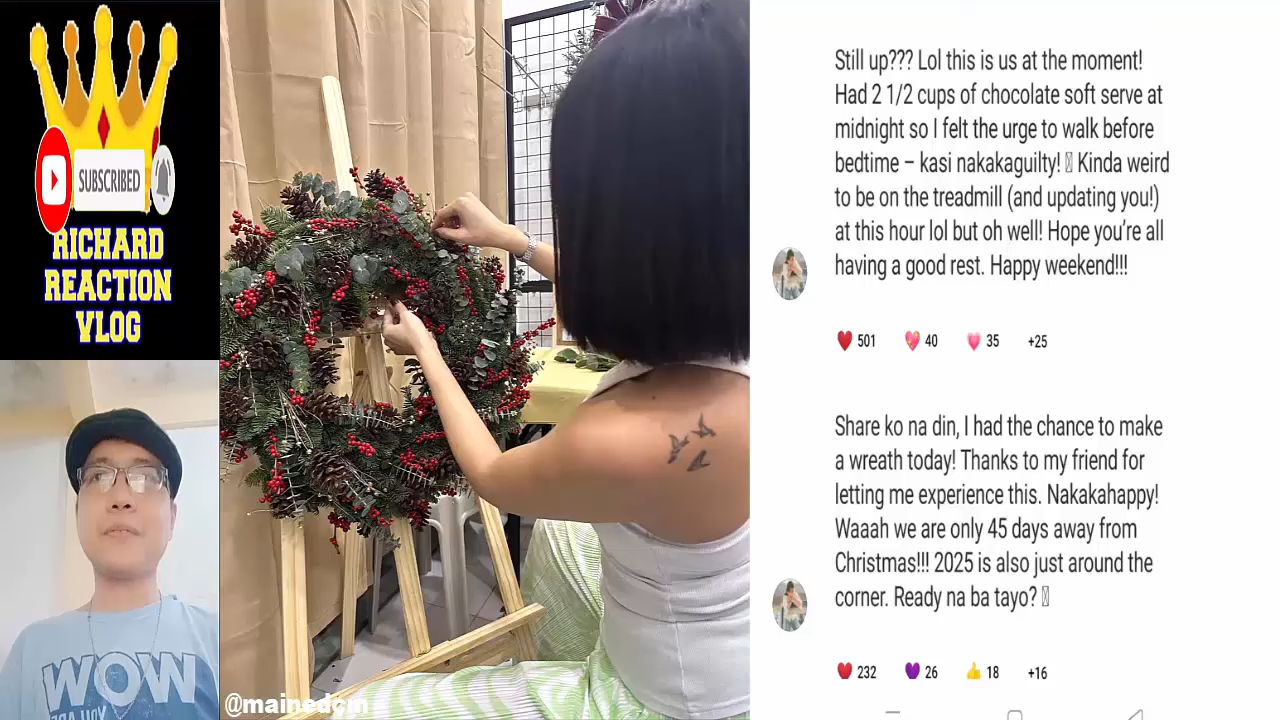 SUBSCRIBED
RICHARD
REACTION
VLOG
WOW
YOU ARE
@mainedcm
Still up??? Lol this is us at the moment!
Had 2 1/2 cups of chocolate soft serve at
midnight so I felt the urge to walk before
bedtime – kasi nakakaguilty! Kinda weird
to be on the treadmill (and updating you!)
at this hour lol but oh well! Hope you’re all
having a good rest. Happy weekend!!!
501 40 35 +25
Share ko na din, I had the chance to make
a wreath today! Thanks to my friend for
letting me experience this. Nakakahappy!
Waaah we are only 45 days away from
Christmas!!! 2025 is also just around the
corner. Ready na ba tayo?
232 26 18 +16